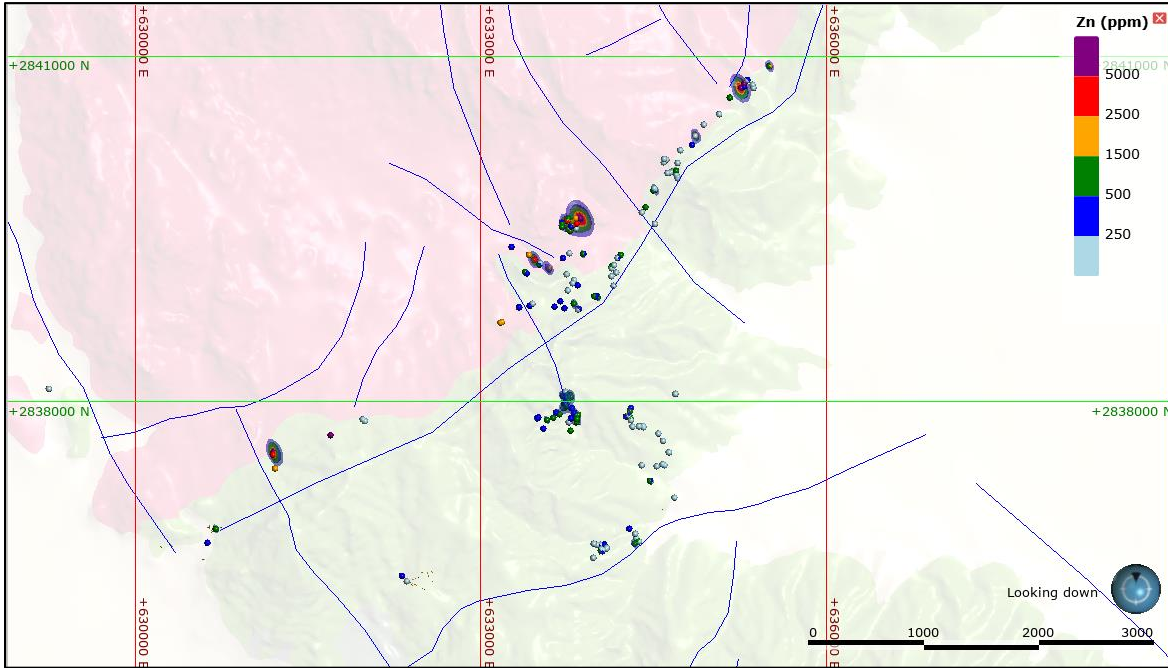 +630000 E
+633000 E
+636000 E
Zn (ppm)
+2841000 N
2841000 N
5000
2500
1500
500
250
+2838000 N
+2838000 N
Looking down
+630000 E
+633000 E
+636000 E
0 1000 2000 3000